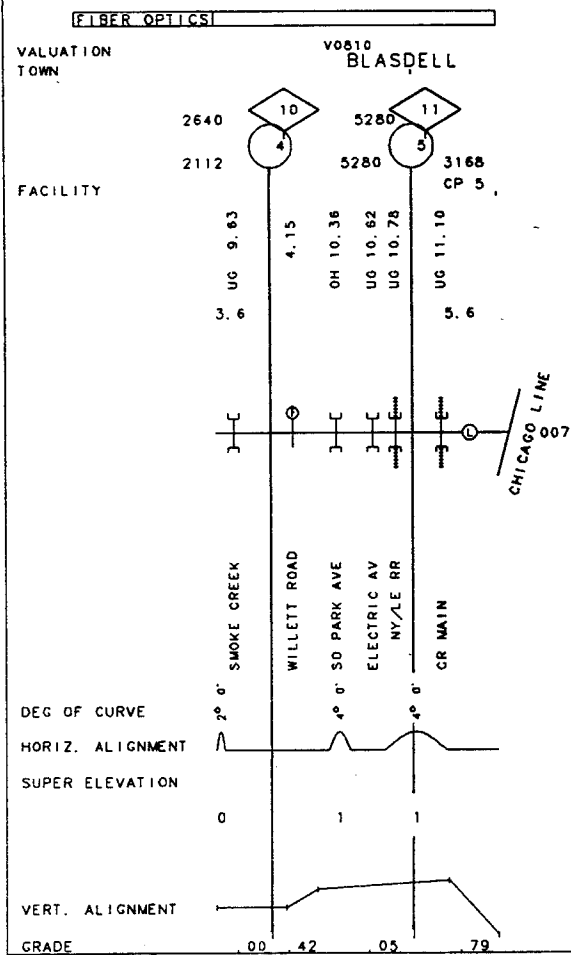 FIBER OPTICS
VALUATION V0810
TOWN BLASDELL
10 11
2640 5280
4 5
2112 5280 3168
CP 5
FACILITY
UG 9.63
4.15
OH 10.36
UG 10.62
UG 10.78
UG 11.10
3.6 5.6
CHICAGO LINE
007
L
SMOKE CREEK
WILLETT ROAD
SO PARK AVE
ELECTRIC AV
NY/LE RR
CR MAIN
DEG OF CURVE 2° 0' 4° 0' 4° 0'
HORIZ. ALIGNMENT
SUPER ELEVATION
0 1 1
VERT. ALIGNMENT
GRADE .00 .42 .05 .79